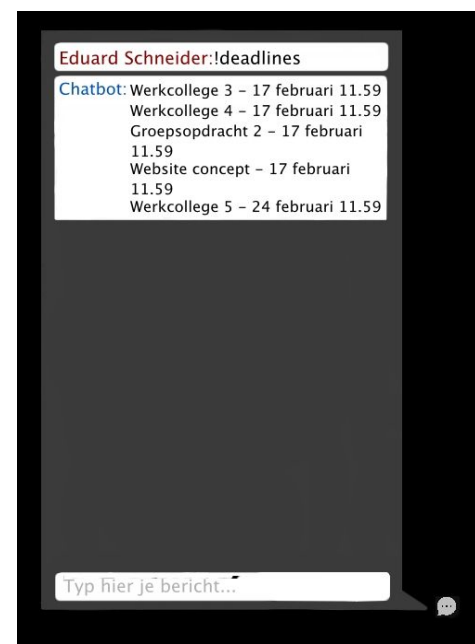 Eduard Schneider:!deadlines
Chatbot: Werkcollege 3 – 17 februari 11.59
Werkcollege 4 – 17 februari 11.59
Groepsopdracht 2 – 17 februari
11.59
Website concept – 17 februari
11.59
Werkcollege 5 – 24 februari 11.59
Typ hier je bericht...